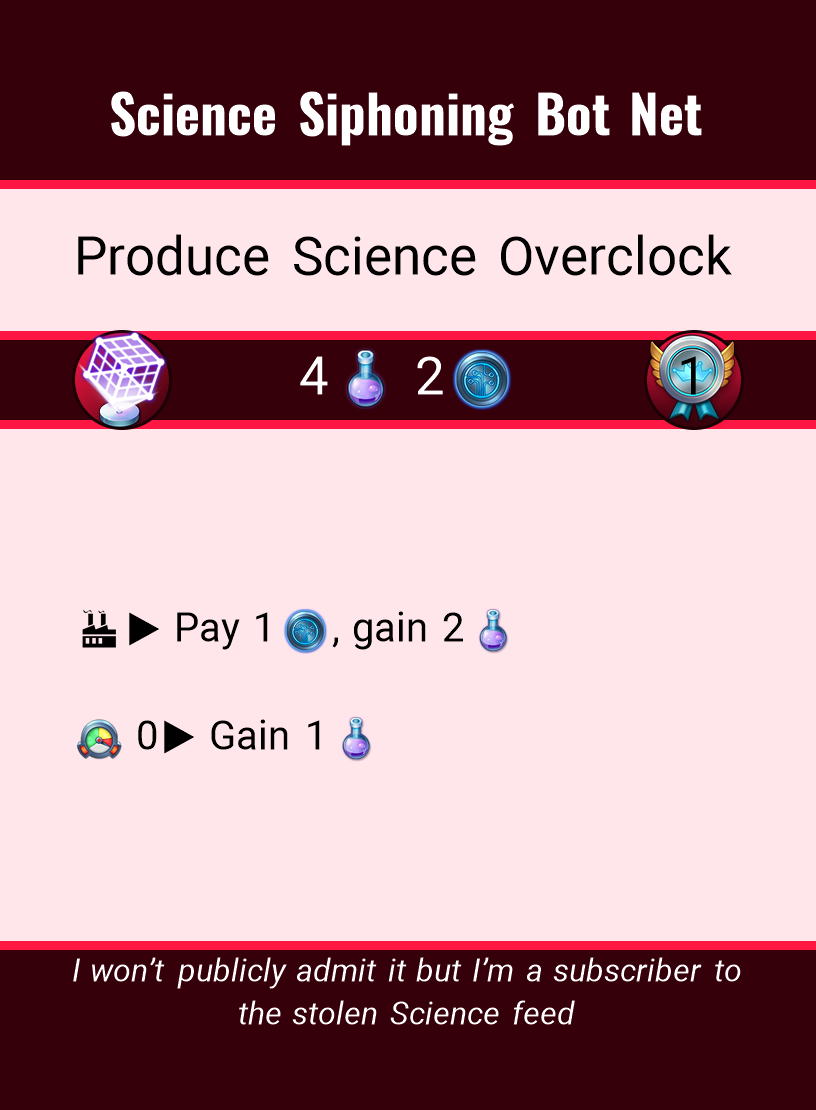 Science Siphoning Bot Net
Produce Science Overclock
4 2 1
Pay 1 , gain 2
0 Gain 1
I won't publicly admit it but I'm a subscriber to
the stolen Science feed